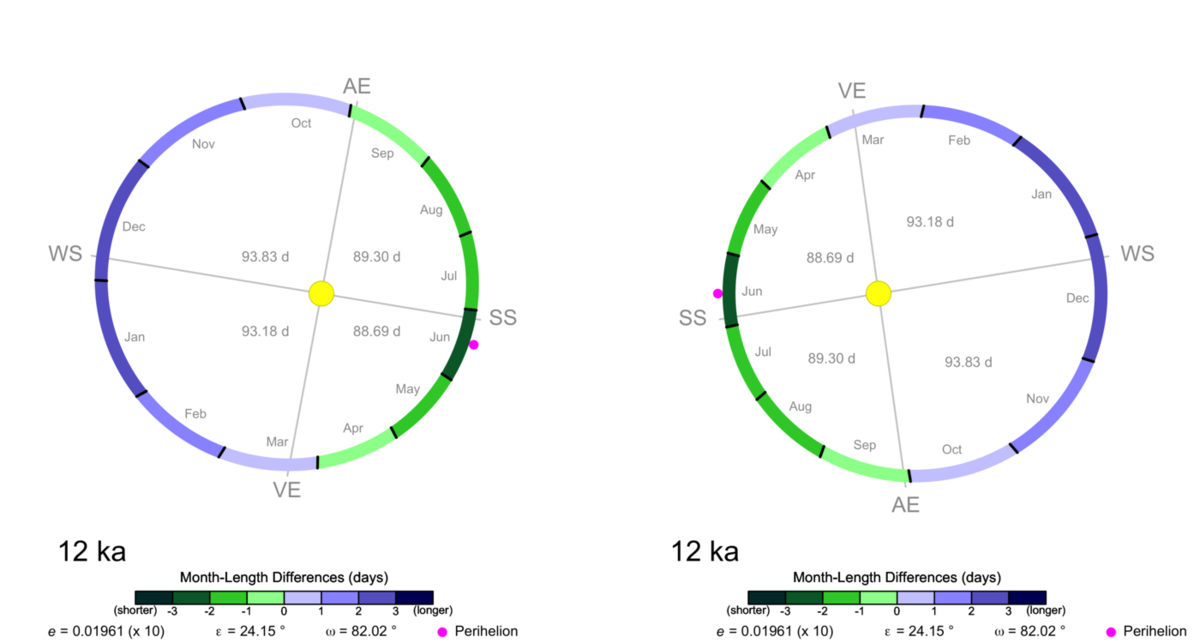 AE
Oct
Sep
Nov
Aug
Dec
WS
93.83 d
89.30 d
Jul
SS
93.18 d
88.69 d
Jun
Jan
May
Feb
Apr
Mar
VE
12 ka
Month-Length Differences (days)
(shorter) -3 -2 -1 0 1 2 3 (longer)
e = 0.01961 (x 10) ε = 24.15 ° ω = 82.02 ° Perihelion
VE
Mar
Feb
Apr
Jan
May
93.18 d
WS
88.69 d
Jun
Dec
SS
Jul
89.30 d
93.83 d
Aug
Nov
Sep
Oct
AE
12 ka
Month-Length Differences (days)
(shorter) -3 -2 -1 0 1 2 3 (longer)
e = 0.01961 (x 10) ε = 24.15 ° ω = 82.02 ° Perihelion